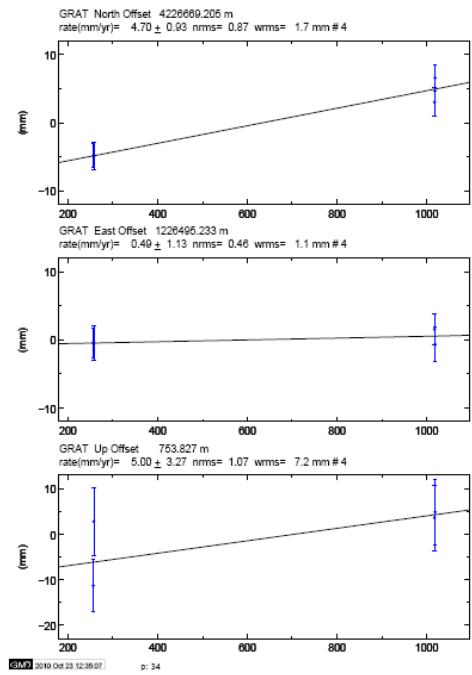 GRAT North Offset 4226669.205 m
rate(mm/yr)= 4.70 ± 0.93 nrms= 0.87 wrms= 1.7 mm # 4
10
0
−10
(mm)
200 400 600 800 1000
GRAT East Offset 1226495.233 m
rate(mm/yr)= 0.49 ± 1.13 nrms= 0.46 wrms= 1.1 mm # 4
10
0
−10
(mm)
200 400 600 800 1000
GRAT Up Offset 753.827 m
rate(mm/yr)= 5.00 ± 3.27 nrms= 1.07 wrms= 7.2 mm # 4
10
0
−10
−20
(mm)
200 400 600 800 1000
GMT 2010 Oct 23 12:35:07 p: 34